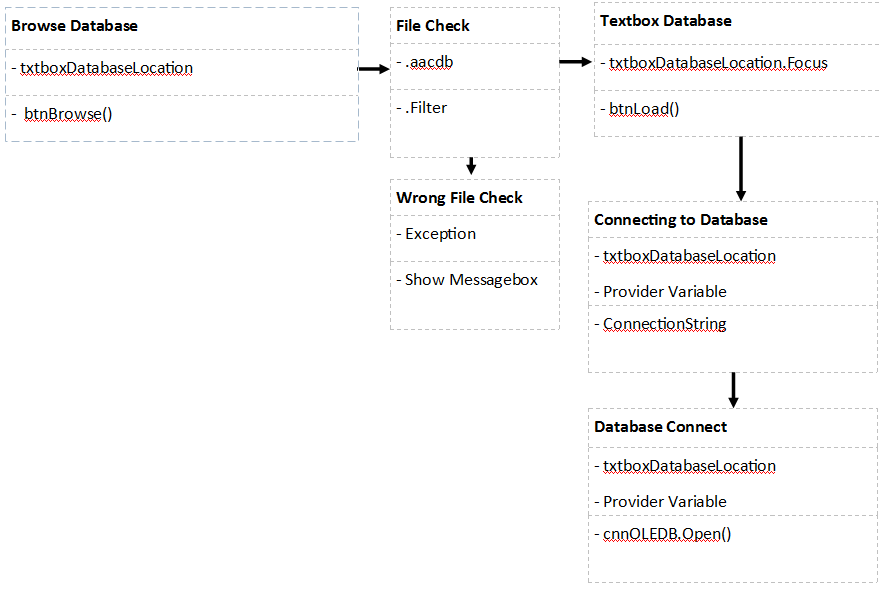 Browse Database
- txtboxDatabaseLocation
- btnBrowse()
File Check
- .aacdb
- .Filter
Textbox Database
- txtboxDatabaseLocation.Focus
- btnLoad()
Wrong File Check
- Exception
- Show Messagebox
Connecting to Database
- txtboxDatabaseLocation
- Provider Variable
- ConnectionString
Database Connect
- txtboxDatabaseLocation
- Provider Variable
- cnnOLEDB.Open()